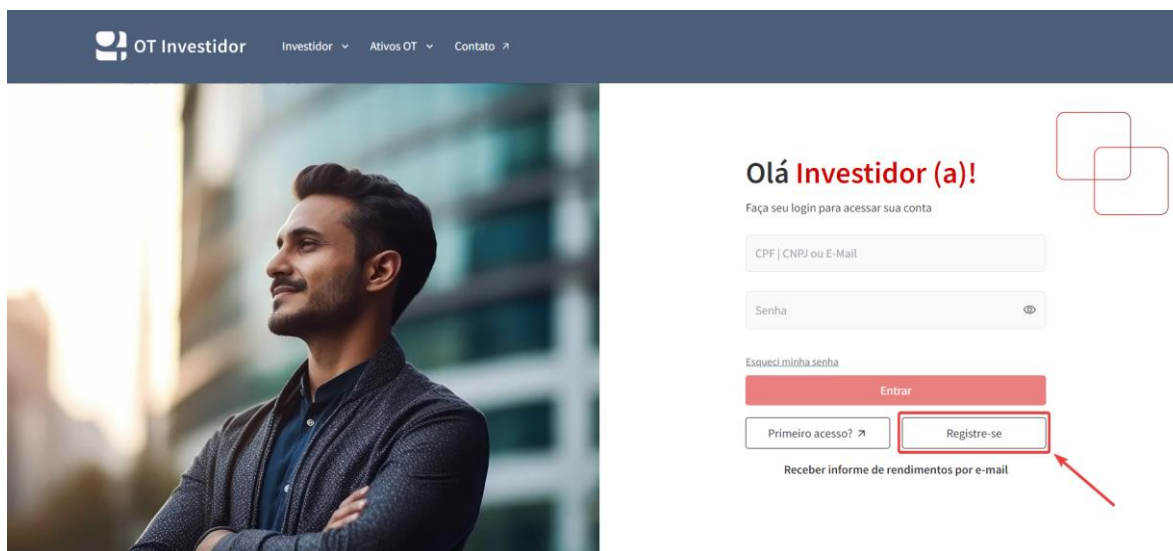 OT Investidor Investidor Ativos OT Contato
Olá Investidor (a)!
Faça seu login para acessar sua conta
CPF | CNPJ ou E-Mail
Senha
Esqueci minha senha
Entrar
Primeiro acesso? Registre-se
Receber informe de rendimentos por e-mail